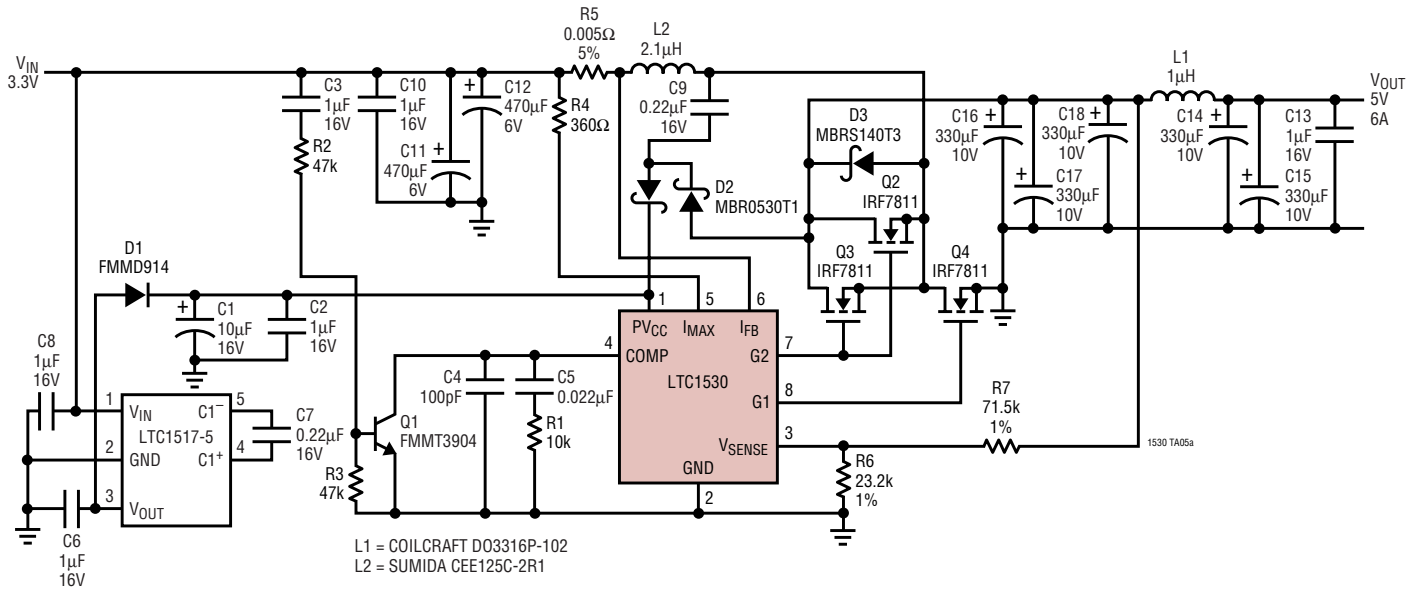 V_IN
3.3V
C3
1µF
16V
R2
47k
C10
1µF
16V
C11
470µF
6V
C12
470µF
6V
R5
0.005Ω
5%
R4
360Ω
L2
2.1µH
C9
0.22µF
16V
D2
MBR0530T1
D3
MBRS140T3
Q2
IRF7811
Q3
IRF7811
Q4
IRF7811
C16
330µF
10V
C17
330µF
10V
C18
330µF
10V
L1
1µH
C14
330µF
10V
C15
330µF
10V
C13
1µF
16V
V_OUT
5V
6A
D1
FMMD914
C1
10µF
16V
C2
1µF
16V
C8
1µF
16V
1
V_IN
LTC1517-5
2
GND
3
V_OUT
C1⁻
5
C1⁺
4
C7
0.22µF
16V
C6
1µF
16V
Q1
FMMT3904
R3
47k
C4
100pF
C5
0.022µF
R1
10k
1
5
6
PV_CC
I_MAX
I_FB
4
COMP
LTC1530
G2
7
G1
8
V_SENSE
3
GND
2
R7
71.5k
1%
R6
23.2k
1%
1530 TA05a
L1 = COILCRAFT DO3316P-102
L2 = SUMIDA CEE125C-2R1
+
+
+
+
+
+
+
+